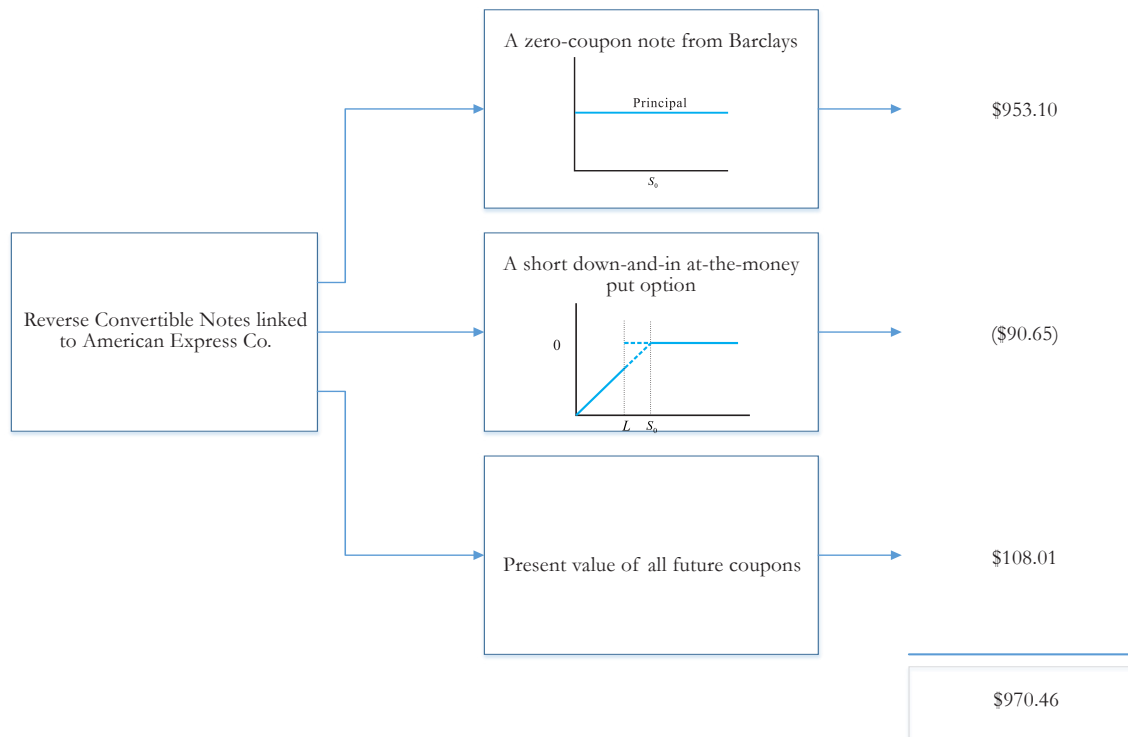 A zero-coupon note from Barclays
Principal
S₀
$953.10
Reverse Convertible Notes linked
to American Express Co.
A short down-and-in at-the-money
put option
0
L S₀
($90.65)
Present value of all future coupons
$108.01
$970.46